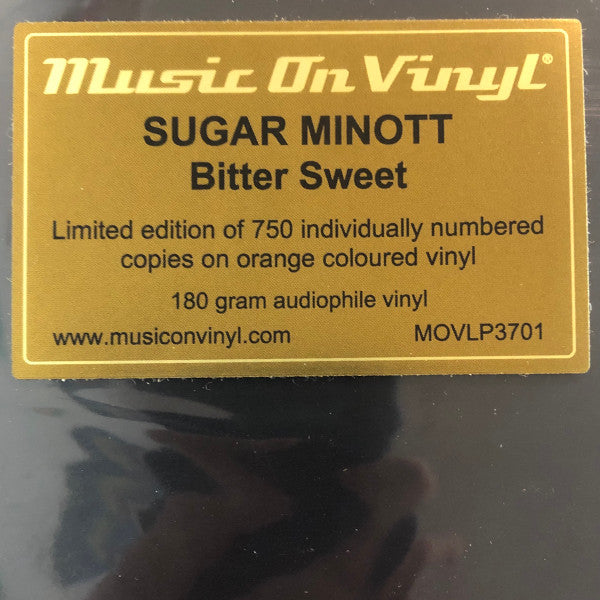 Music On Vinyl®
SUGAR MINOTT
Bitter Sweet
Limited edition of 750 individually numbered
copies on orange coloured vinyl
180 gram audiophile vinyl
www.musiconvinyl.com MOVLP3701